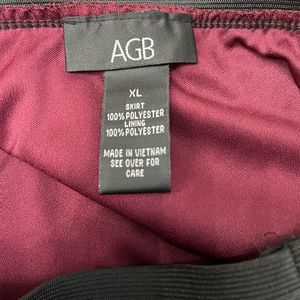 AGB
XL
SKIRT
100% POLYESTER
LINING
100% POLYESTER
MADE IN VIETNAM
SEE OVER FOR
CARE